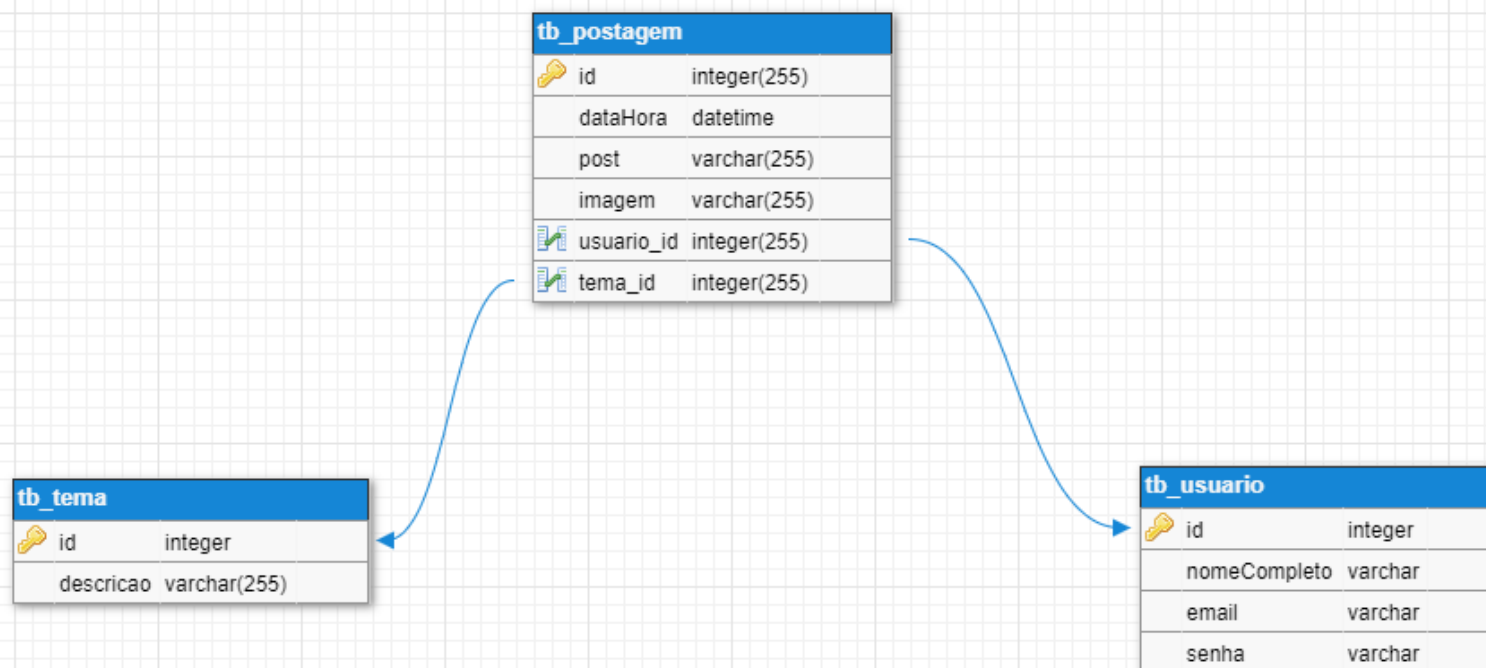 tb_postagem
id integer(255)
dataHora datetime
post varchar(255)
imagem varchar(255)
usuario_id integer(255)
tema_id integer(255)
tb_tema
id integer
descricao varchar(255)
tb_usuario
id integer
nomeCompleto varchar
email varchar
senha varchar